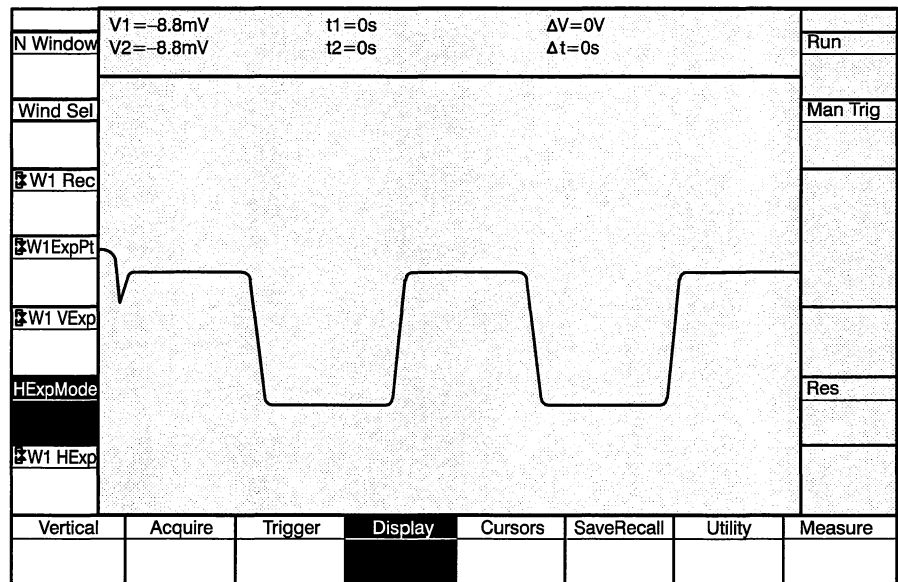 V1=–8.8mV t1=0s ΔV=0V
V2=–8.8mV t2=0s Δt=0s
N Window
Run
Wind Sel
Man Trig
W1 Rec
W1ExpPt
W1 VExp
HExpMode
Res
W1 HExp
Vertical Acquire Trigger Display Cursors SaveRecall Utility Measure